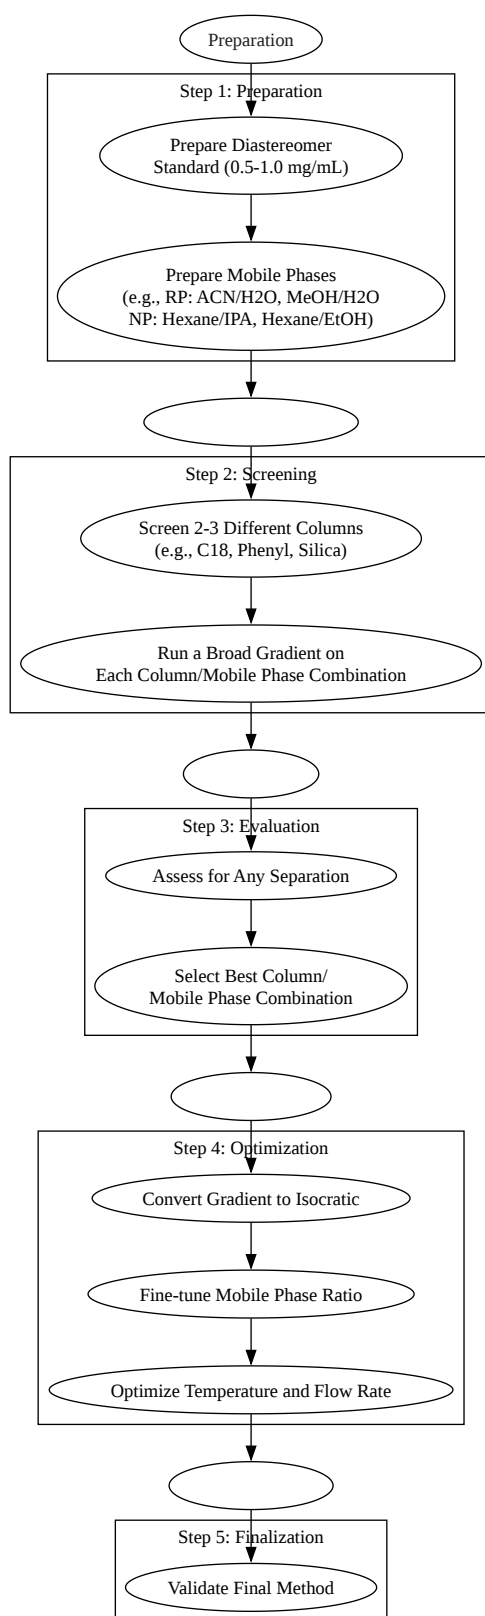 Preparation
Step 1: Preparation
Prepare Diastereomer
Standard (0.5-1.0 mg/mL)
Prepare Mobile Phases
(e.g., RP: ACN/H2O, MeOH/H2O
NP: Hexane/IPA, Hexane/EtOH)
Step 2: Screening
Screen 2-3 Different Columns
(e.g., C18, Phenyl, Silica)
Run a Broad Gradient on
Each Column/Mobile Phase Combination
Step 3: Evaluation
Assess for Any Separation
Select Best Column/
Mobile Phase Combination
Step 4: Optimization
Convert Gradient to Isocratic
Fine-tune Mobile Phase Ratio
Optimize Temperature and Flow Rate
Step 5: Finalization
Validate Final Method